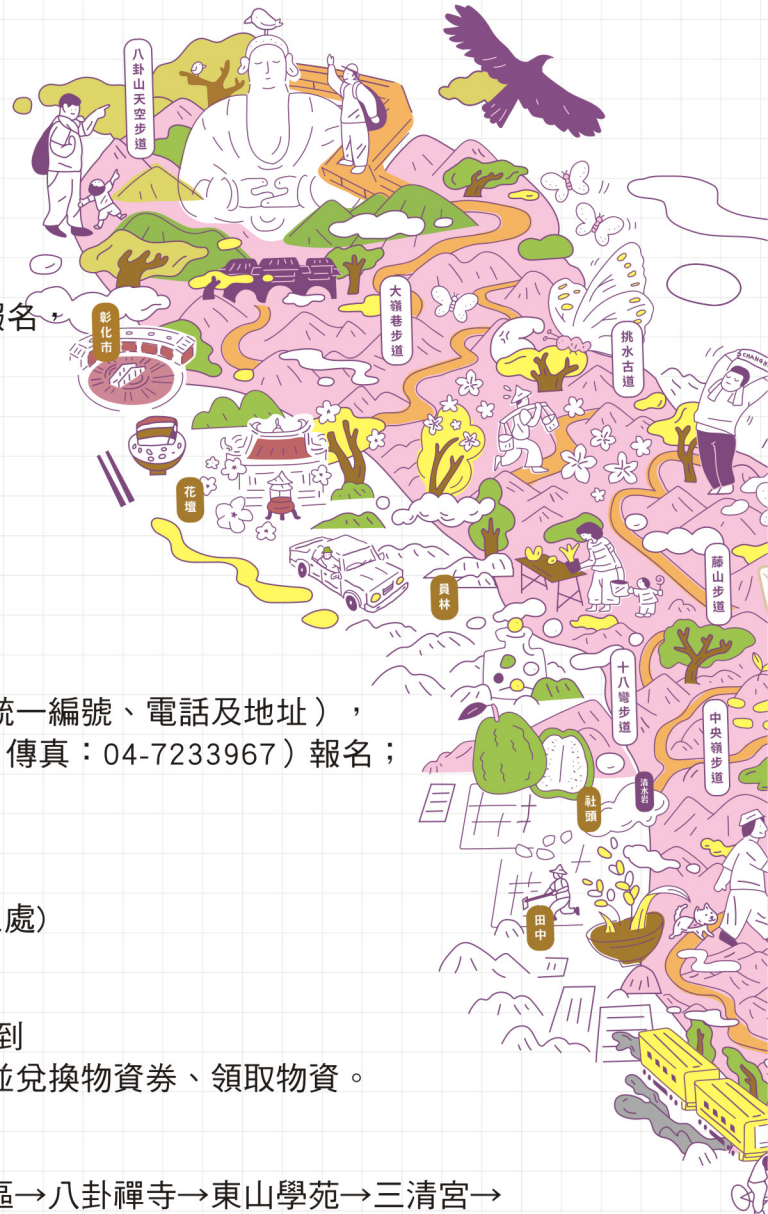 八卦山天空步道
大嶺巷步道
挑水古道
報名，
彰化市
CHANGH
花壇
藤山步道
員林
統一編號、電話及地址），
傳真：04-7233967）報名；
十八彎步道
中央嶺步道
清水岩
社頭
處)
田中
到
並兌換物資券、領取物資。
區→八卦禪寺→東山學苑→三清宮→